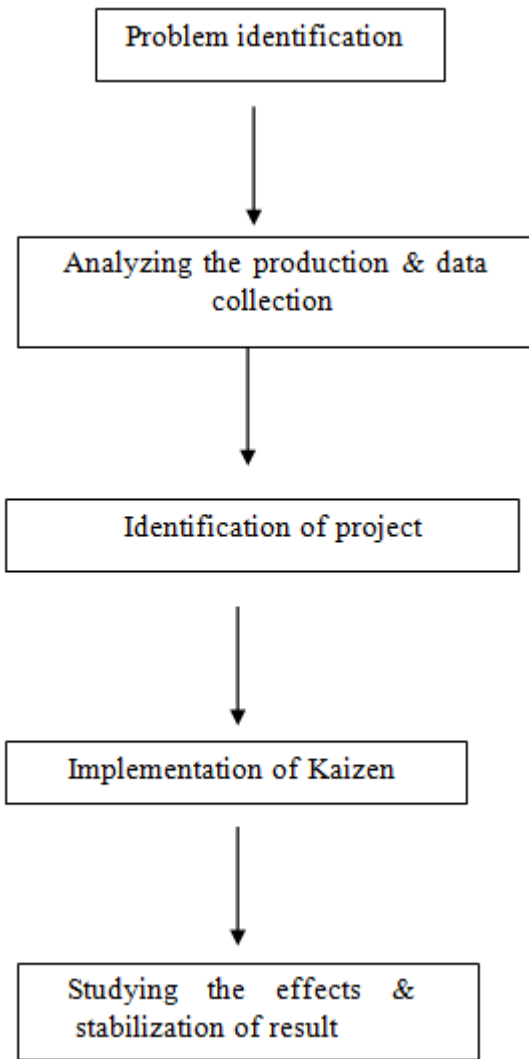 Problem identification
Analyzing the production & data
collection
Identification of project
Implementation of Kaizen
Studying the effects &
stabilization of result